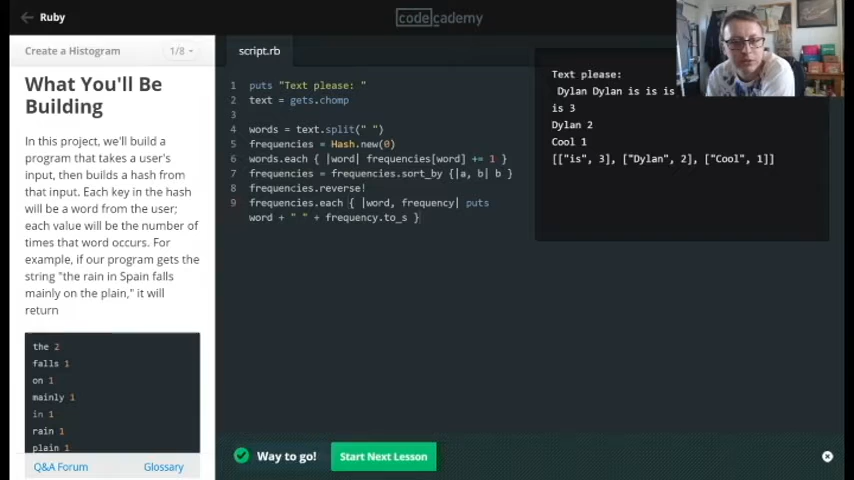 Ruby
codecademy
Create a Histogram
1/8
script.rb
What You'll Be
Building
In this project, we'll build a
program that takes a user's
input, then builds a hash from
that input. Each key in the hash
will be a word from the user;
each value will be the number of
times that word occurs. For
example, if our program gets the
string "the rain in Spain falls
mainly on the plain," it will
return
the 2
falls 1
on 1
mainly 1
in 1
rain 1
plain 1
Q&A Forum
Glossary
1 puts "Text please: "
2 text = gets.chomp
3
4 words = text.split(" ")
5 frequencies = Hash.new(0)
6 words.each { |word| frequencies[word] += 1 }
7 frequencies = frequencies.sort_by {|a, b| b }
8 frequencies.reverse!
9 frequencies.each { |word, frequency| puts
word + " " + frequency.to_s }
Text please:
Dylan Dylan is is is
is 3
Dylan 2
Cool 1
[["is", 3], ["Dylan", 2], ["Cool", 1]]
Way to go!
Start Next Lesson